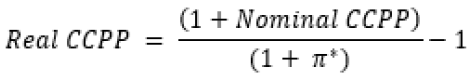 Real CCPP = (1 + Nominal CCPP) / (1 + π*) − 1